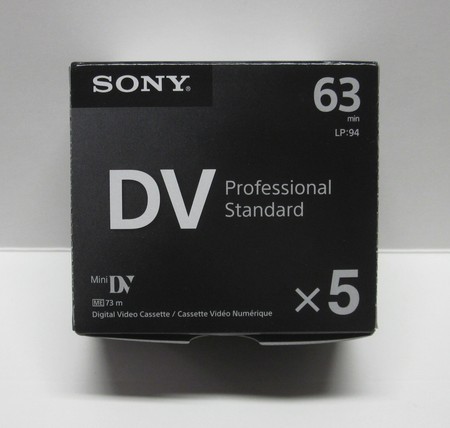 SONY®
63
min
LP:94
DV Professional
Standard
Mini DV
ME 73 m
×5
Digital Video Cassette / Cassette Vidéo Numérique